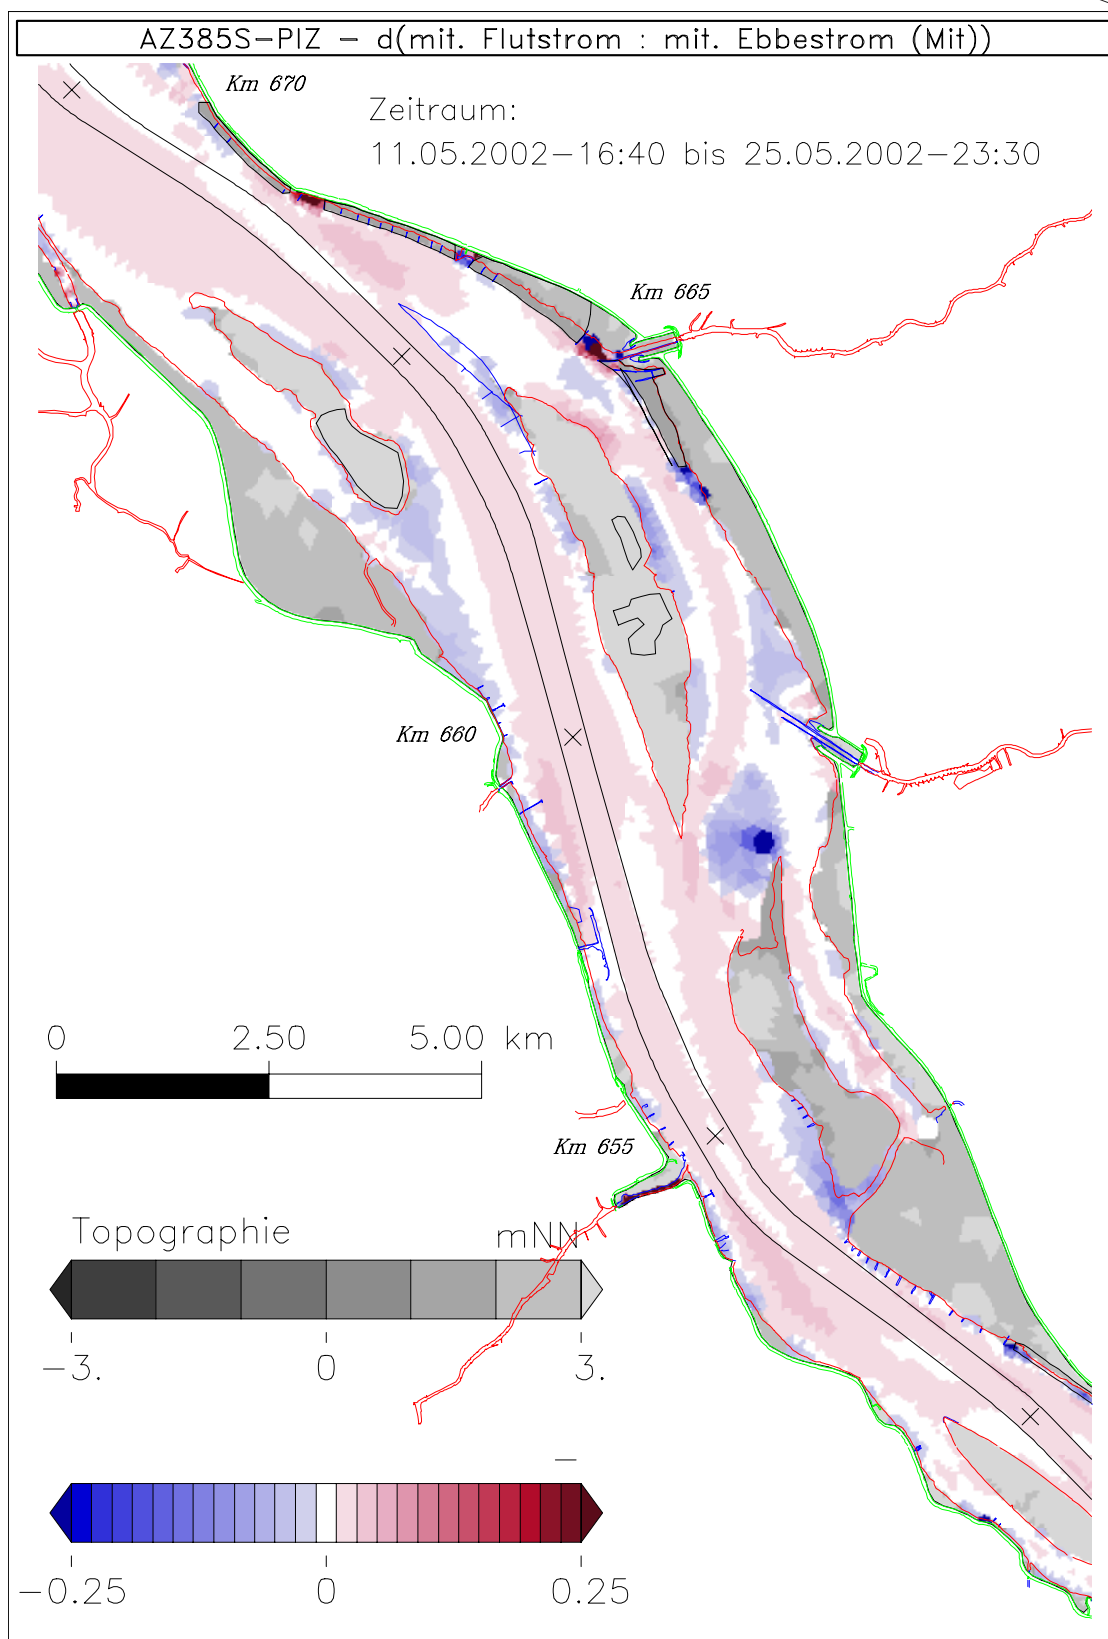 AZ385S-PIZ - d(mit. Flutstrom : mit. Ebbestrom (Mit))
Km 670
Zeitraum:
11.05.2002-16:40 bis 25.05.2002-23:30
Km 665
Km 660
0 2.50 5.00 km
Km 655
Topographie mNN
-3. 0 3.
-
-0.25 0 0.25